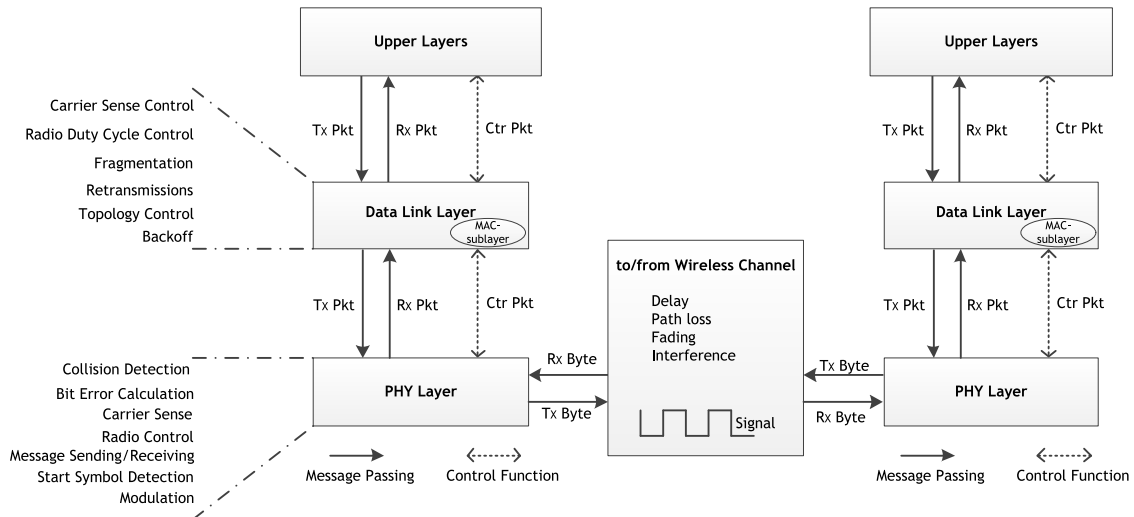 Upper Layers
Upper Layers
Carrier Sense Control
Radio Duty Cycle Control
Fragmentation
Retransmissions
Topology Control
Backoff
Tx Pkt
Rx Pkt
Ctr Pkt
Tx Pkt
Rx Pkt
Ctr Pkt
Data Link Layer
MAC-
sublayer
Data Link Layer
MAC-
sublayer
Tx Pkt
Rx Pkt
Ctr Pkt
to/from Wireless Channel
Delay
Path loss
Fading
Interference
Signal
Tx Pkt
Rx Pkt
Ctr Pkt
Collision Detection
Bit Error Calculation
Carrier Sense
Radio Control
Message Sending/Receiving
Start Symbol Detection
Modulation
PHY Layer
Rx Byte
Tx Byte
Tx Byte
Rx Byte
PHY Layer
Message Passing
Control Function
Message Passing
Control Function